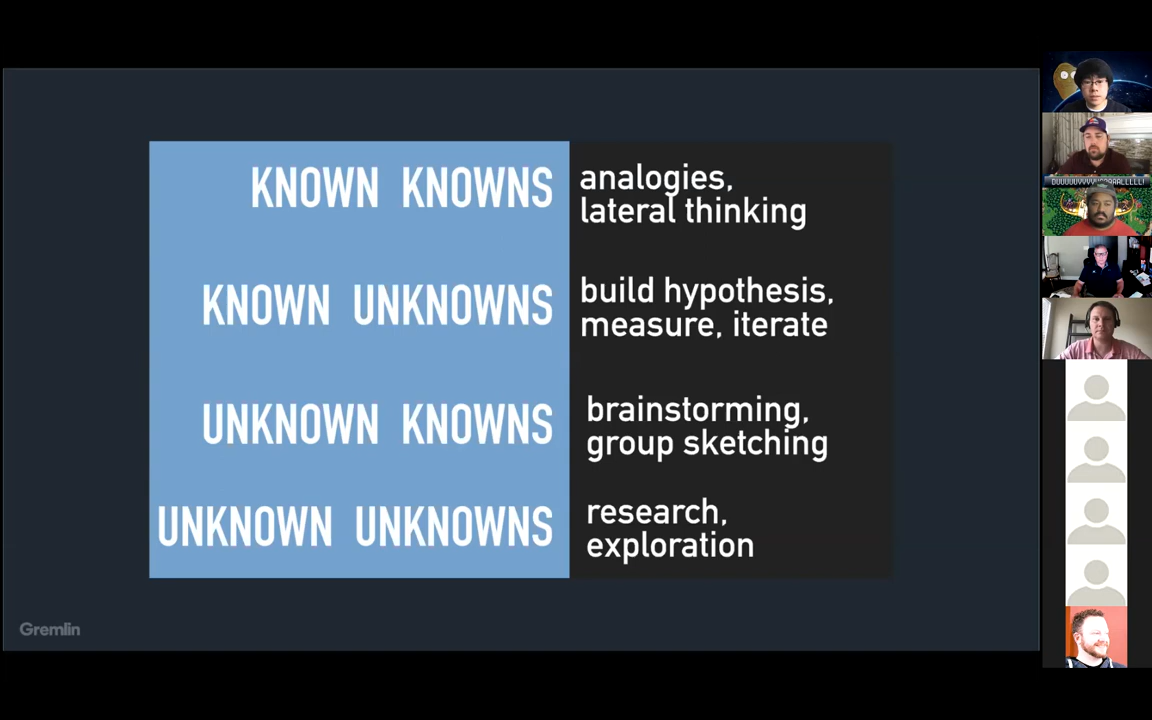 KNOWN KNOWNS
analogies,
lateral thinking
KNOWN UNKNOWNS
build hypothesis,
measure, iterate
UNKNOWN KNOWNS
brainstorming,
group sketching
UNKNOWN UNKNOWNS
research,
exploration
Gremlin